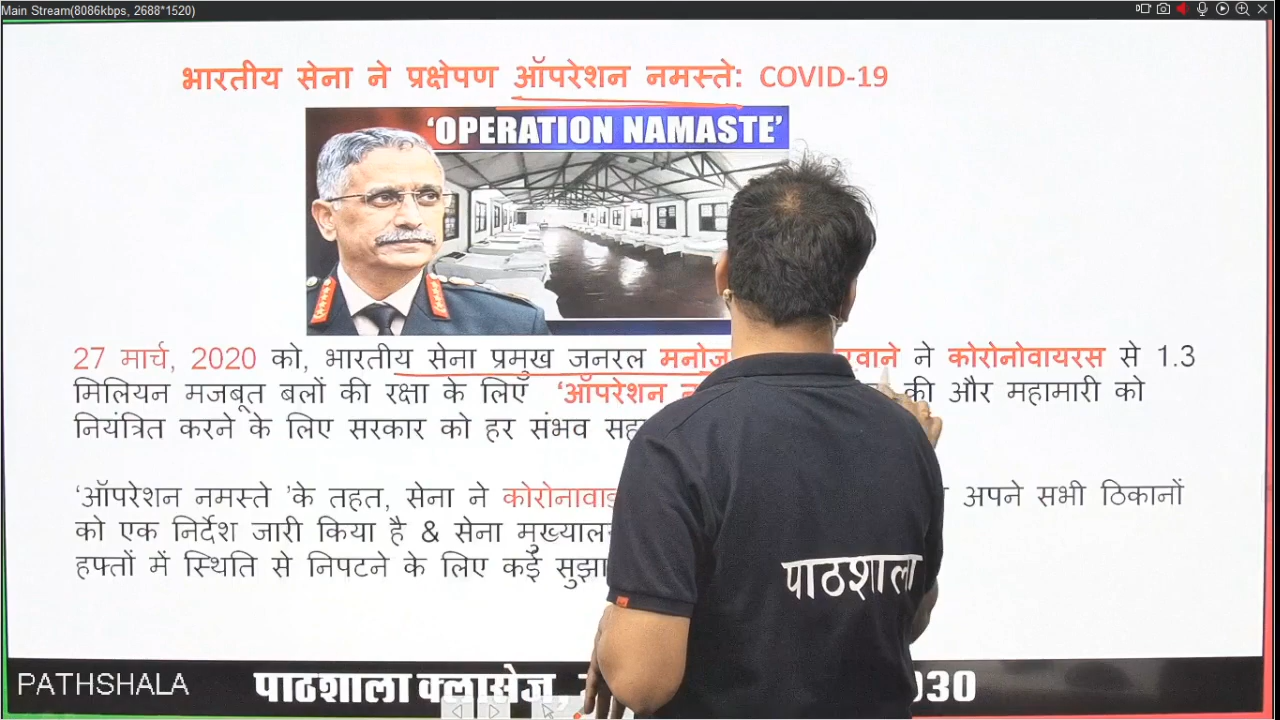 Main Stream(8086kbps, 2688*1520)
भारतीय सेना ने प्रक्षेपण ऑपरेशन नमस्ते: COVID-19
'OPERATION NAMASTE'
27 मार्च, 2020 को, भारतीय सेना प्रमुख जनरल मनोज ने कोरोनोवायरस से 1.3
मिलियन मजबूत बलों की रक्षा के लिएँ 'ऑपरेशन की और महामारी को
नियंत्रित करने के लिए सरकार को हर संभव
'ऑपरेशन नमस्ते 'के तहत, सेना ने अपने सभी ठिकानों
को एक निर्देश जारी किया है & सेना
हफ्तों में स्थिति से निपटने के लिए कई
पाठशाला
PATHSHALA
पाठशाला क्लासेज,